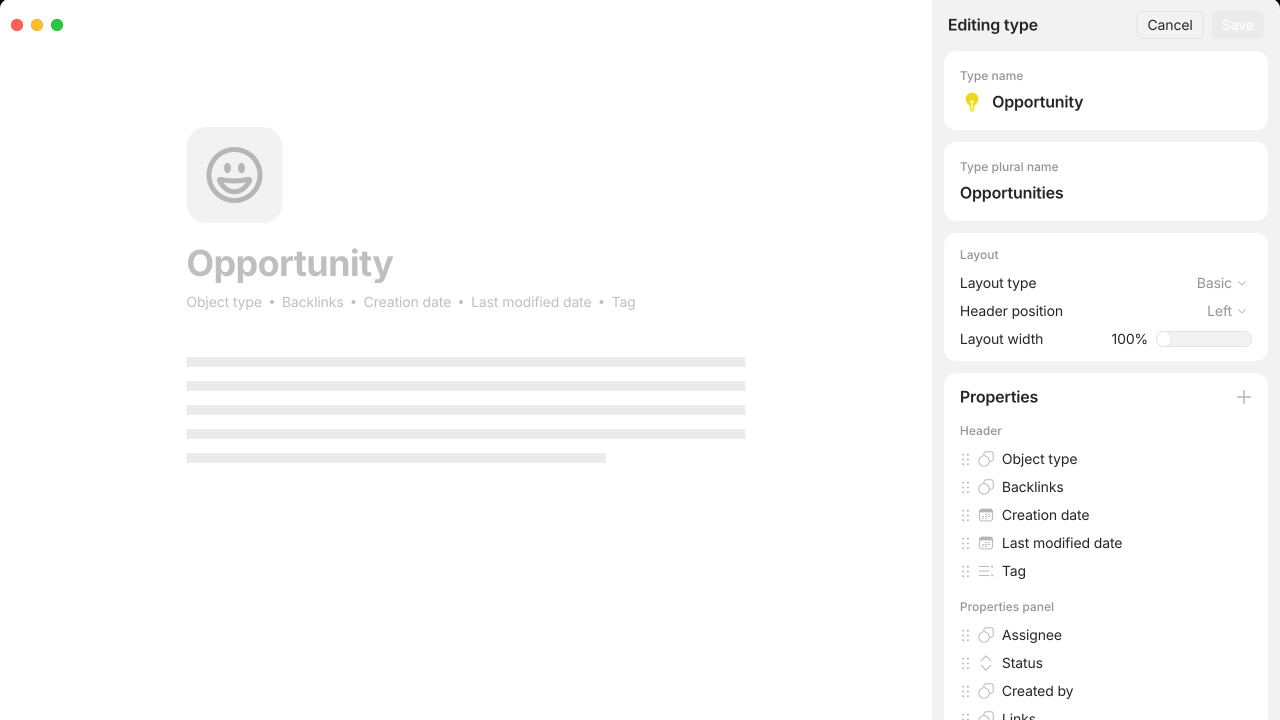 Editing type
Cancel
Save
Opportunity
Object type • Backlinks • Creation date • Last modified date • Tag
Type name
Opportunity
Type plural name
Opportunities
Layout
Layout type Basic
Header position Left
Layout width 100%
Properties
Header
Object type
Backlinks
Creation date
Last modified date
Tag
Properties panel
Assignee
Status
Created by
Links